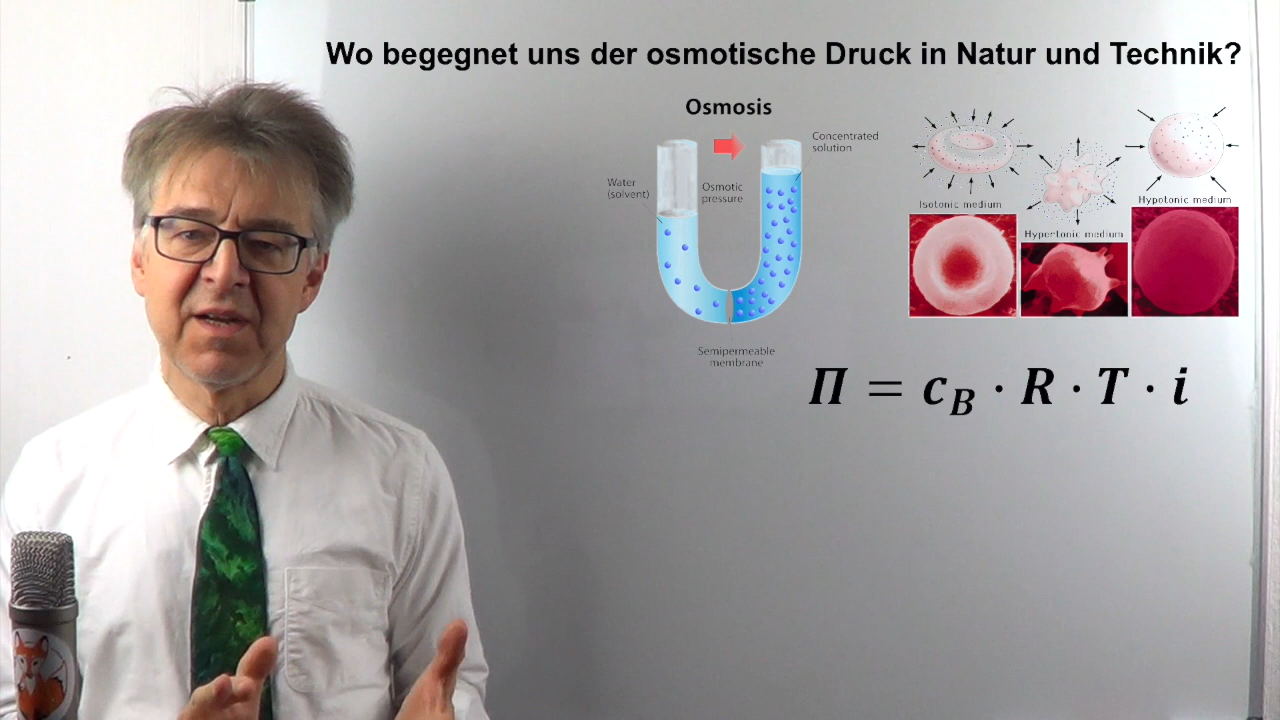 Wo begegnet uns der osmotische Druck in Natur und Technik?
Osmosis
Water
(solvent)
Osmotic
pressure
Concentrated
solution
Semipermeable
membrane
Isotonic medium
Hypertonic medium
Hypotonic medium
Π = c_B · R · T · i